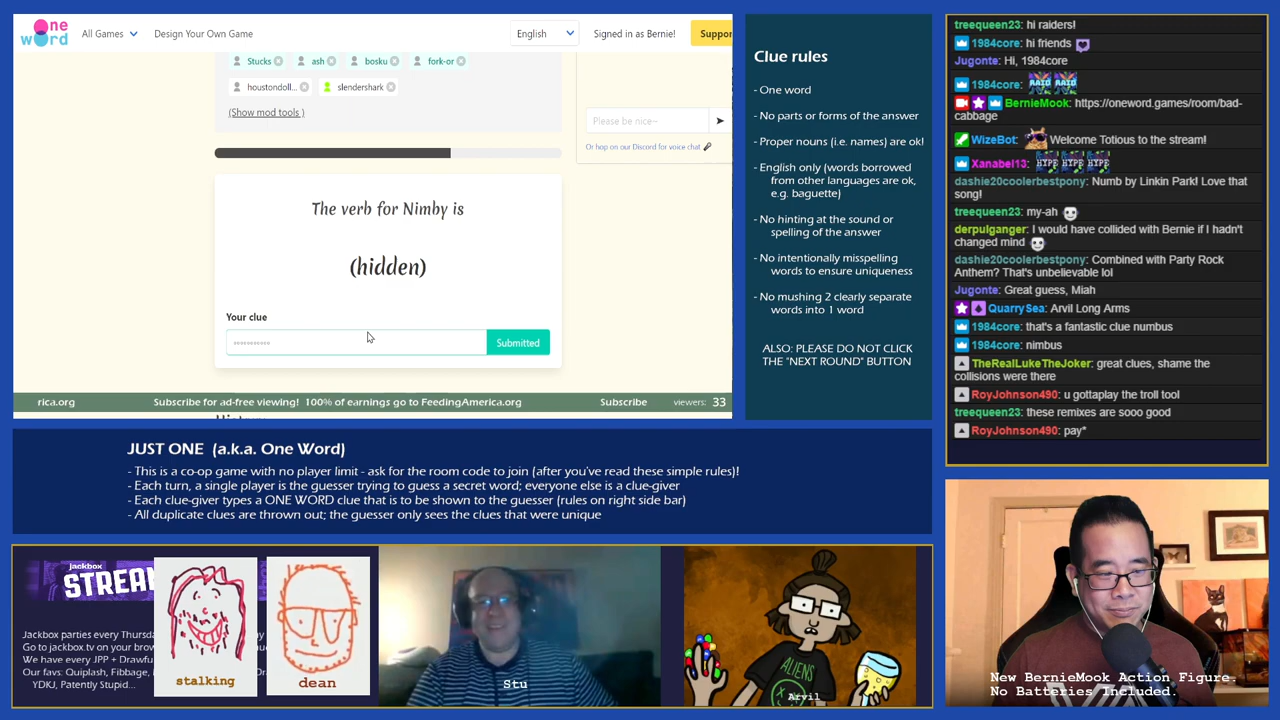 One word
All Games
Design Your Own Game
English
Signed in as Bernie!
Suppor
Stucks
ash
bosku
fork-or
houstondoll...
slendershark
(Show mod tools )
Please be nice~
Or hop on our Discord for voice chat
The verb for Nimby is
(hidden)
Your clue
Submitted
rica.org
Subscribe for ad-free viewing! 100% of earnings go to FeedingAmerica.org
Subscribe
viewers: 33
Clue rules
- One word
- No parts or forms of the answer
- Proper nouns (i.e. names) are ok!
- English only (words borrowed
from other languages are ok,
e.g. baguette)
- No hinting at the sound or
spelling of the answer
- No intentionally misspelling
words to ensure uniqueness
- No mushing 2 clearly separate
words into 1 word
ALSO: PLEASE DO NOT CLICK
THE "NEXT ROUND" BUTTON
treequeen23: hi raiders!
1984core: hi friends
Jugonte: Hi, 1984core
1984core: RAID RAID
BernieMook: https://oneword.games/room/bad-
cabbage
WizeBot: Welcome Totious to the stream!
Xanabel13: HYPE HYPE HYPE
dashie20coolerbestpony: Numb by Linkin Park! Love that
song!
treequeen23: my-ah
derpulganger: I would have collided with Bernie if I hadn't
changed mind
dashie20coolerbestpony: Combined with Party Rock
Anthem? That's unbelievable lol
Jugonte: Great guess, Miah
QuarrySea: Arvil Long Arms
1984core: that's a fantastic clue numbus
1984core: nimbus
TheRealLukeTheJoker: great clues, shame the
collisions were there
RoyJohnson490: u gottaplay the troll tool
treequeen23: these remixes are sooo good
RoyJohnson490: pay*
JUST ONE (a.k.a. One Word)
- This is a co-op game with no player limit - ask for the room code to join (after you've read these simple rules)!
- Each turn, a single player is the guesser trying to guess a secret word; everyone else is a clue-giver
- Each clue-giver types a ONE WORD clue that is to be shown to the guesser (rules on right side bar)
- All duplicate clues are thrown out; the guesser only sees the clues that were unique
jackbox
STREA
Jackbox parties every Thursda
Go to jackbox.tv on your brow
We have every JPP + Drawfu
Our favs: Quiplash, Fibbage,
YDKJ, Patently Stupid...
stalking
dean
Stu
ALIENS
Arvil
New BernieMook Action Figure.
No Batteries Included.